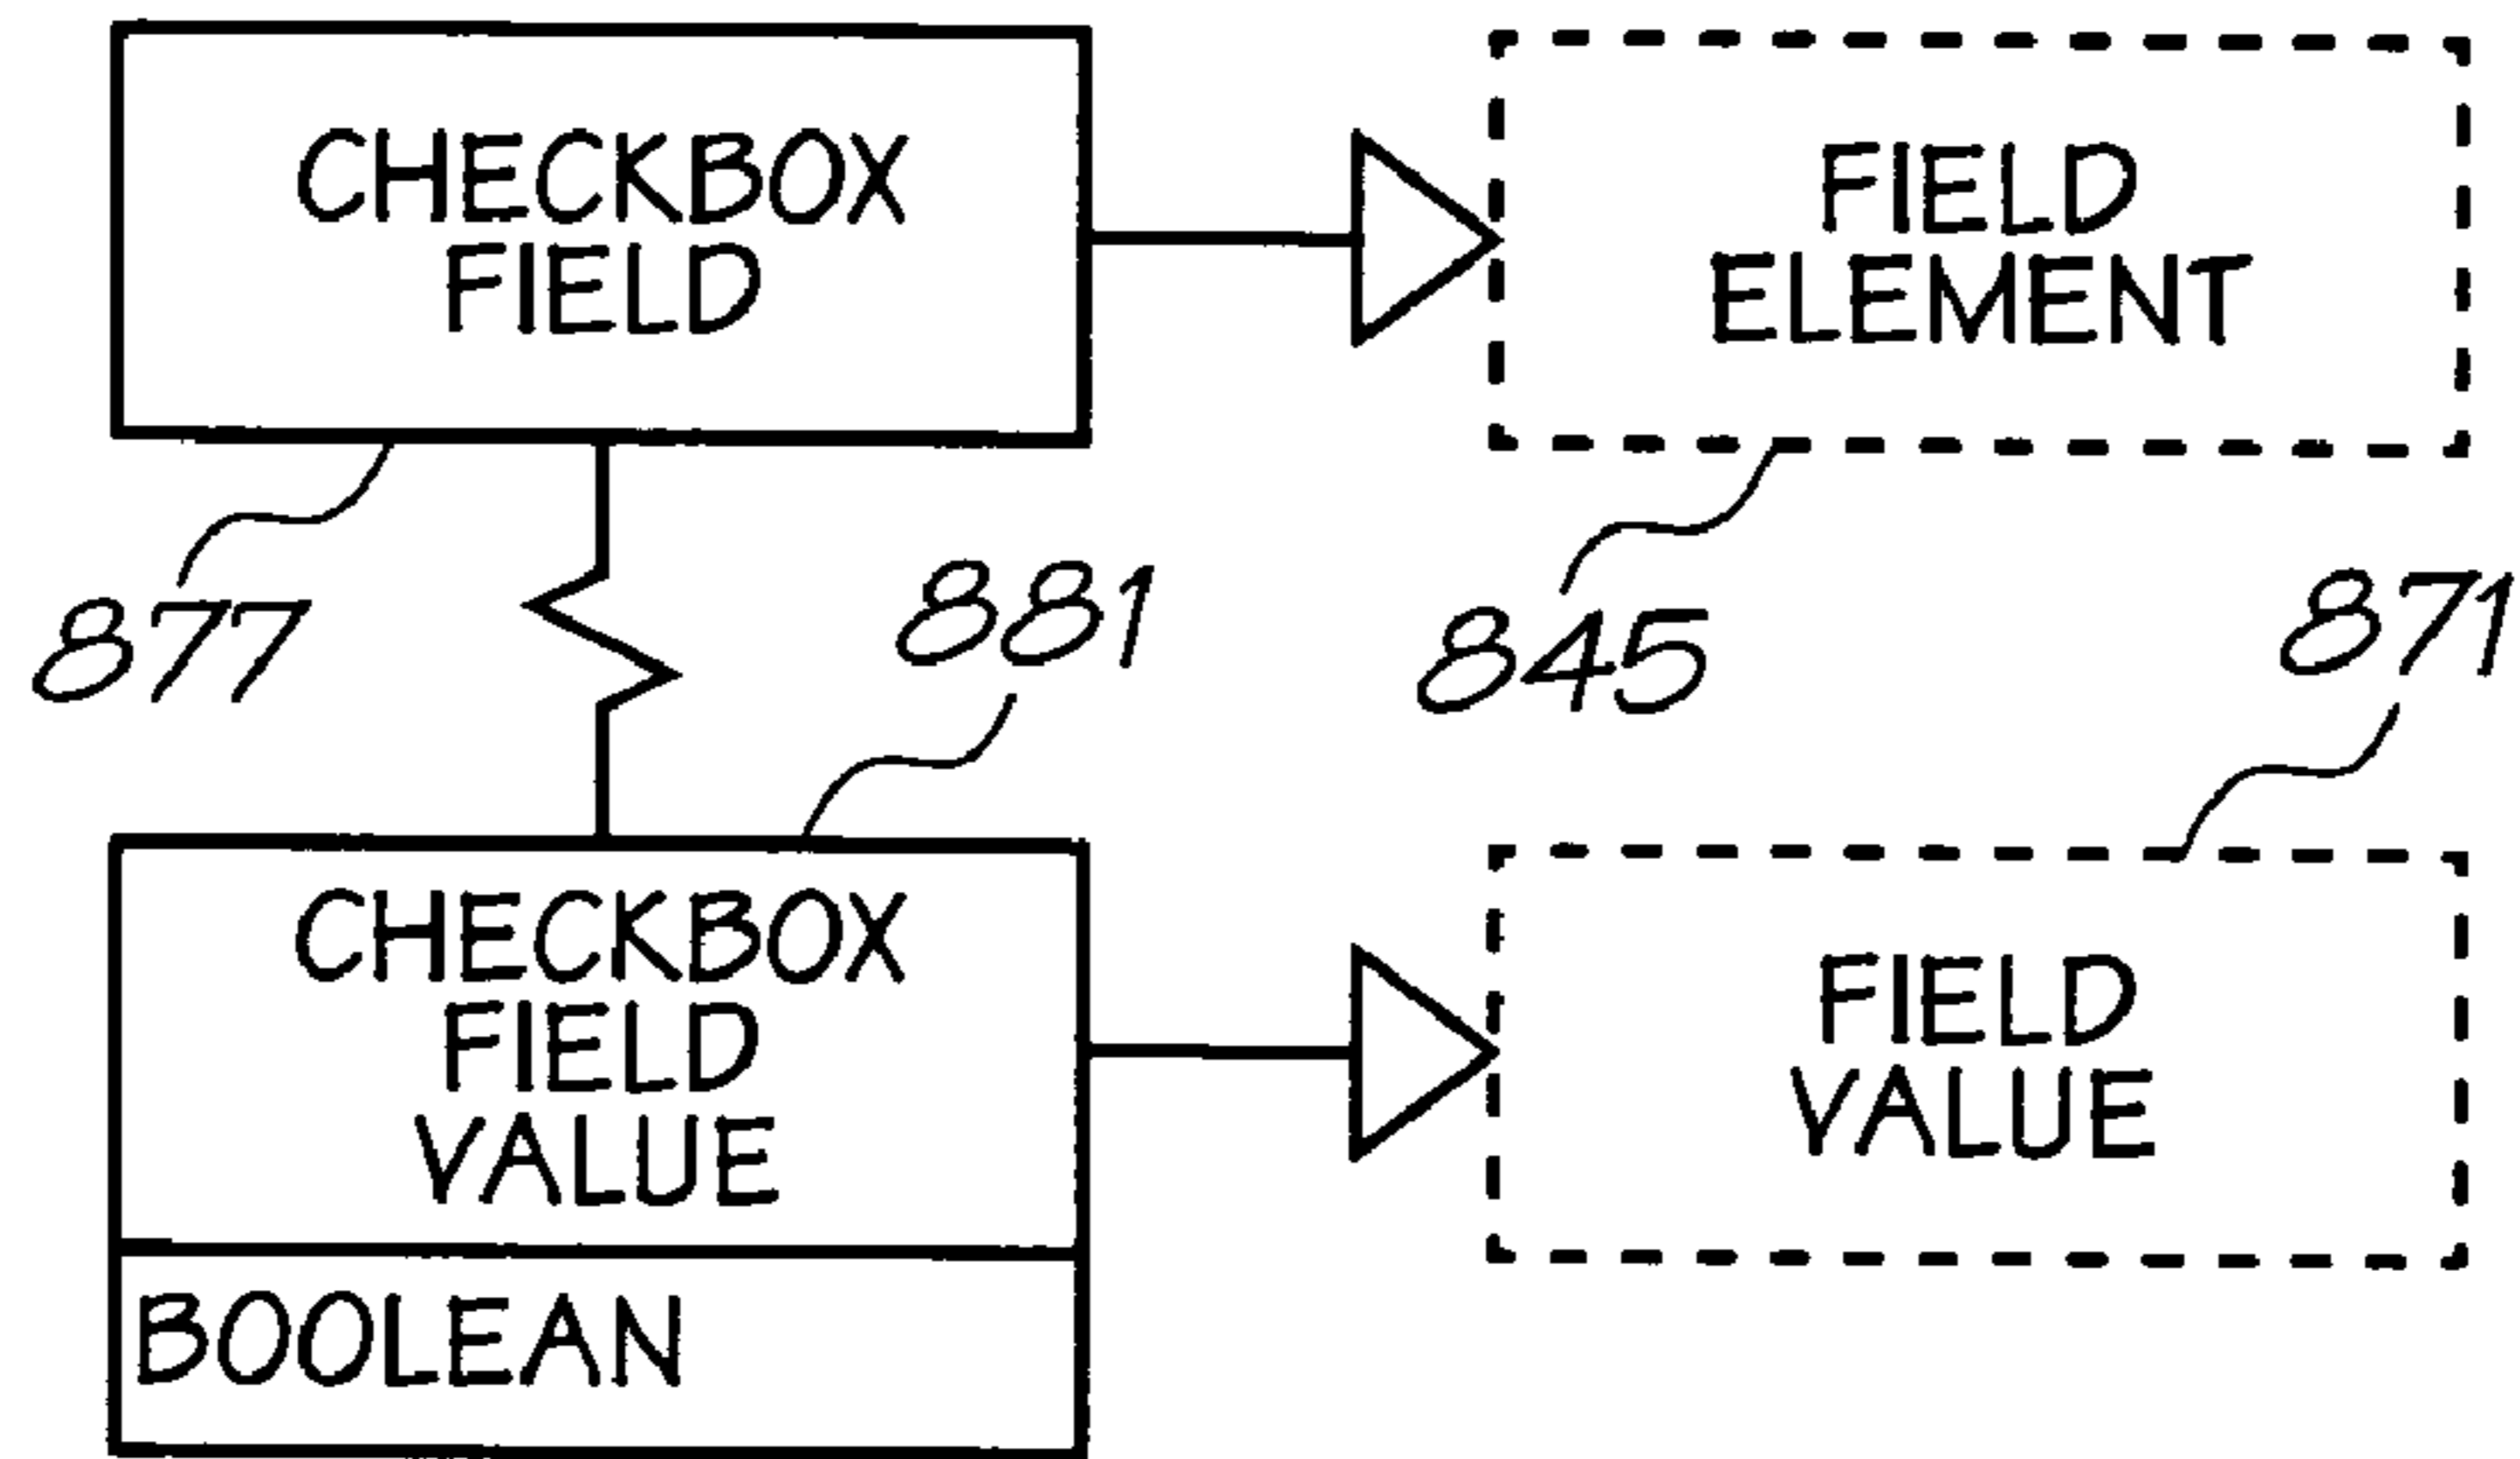 CHECKBOX
FIELD
FIELD
ELEMENT
877
881
845
871
CHECKBOX
FIELD
VALUE
FIELD
VALUE
BOOLEAN